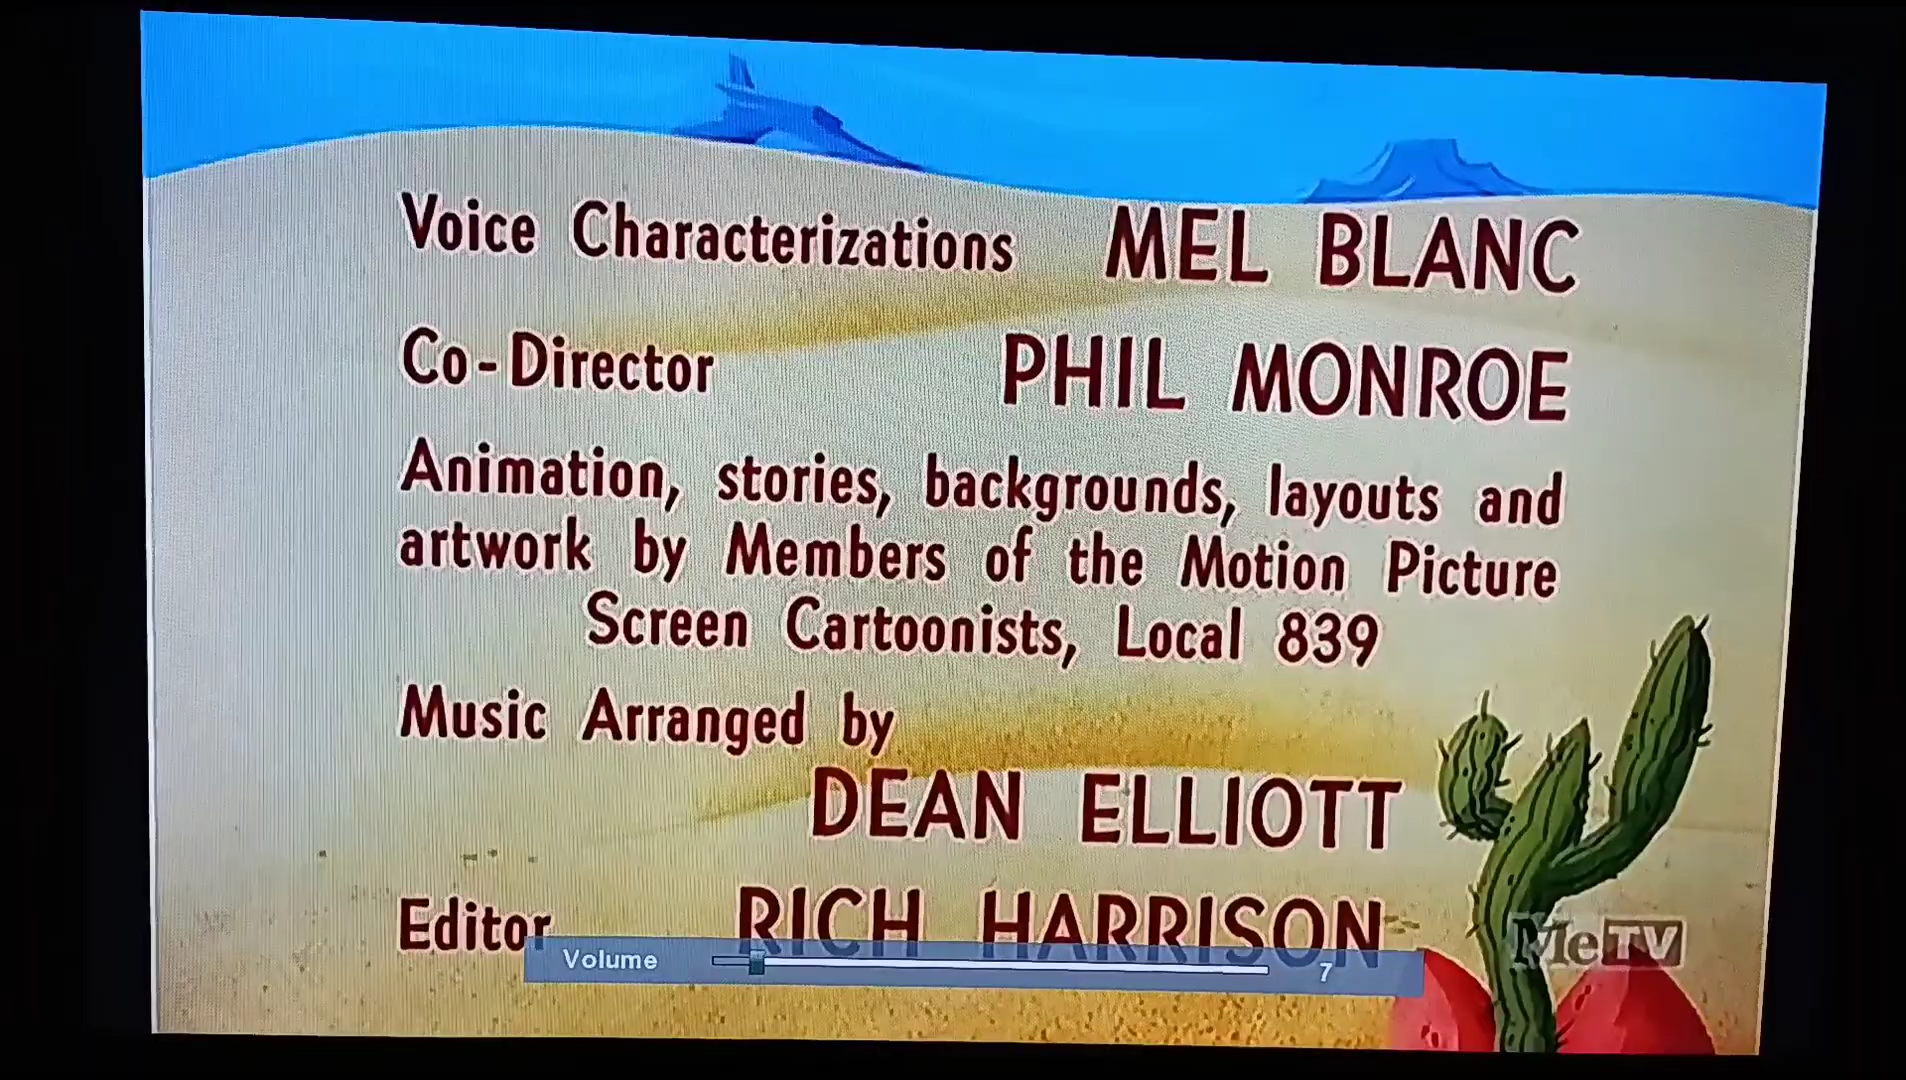 Voice Characterizations MEL BLANC
Co-Director PHIL MONROE
Animation, stories, backgrounds, layouts and
artwork by Members of the Motion Picture
Screen Cartoonists, Local 839
Music Arranged by
DEAN ELLIOTT
Editor RICH HARRISON
Volume 7
MeTV